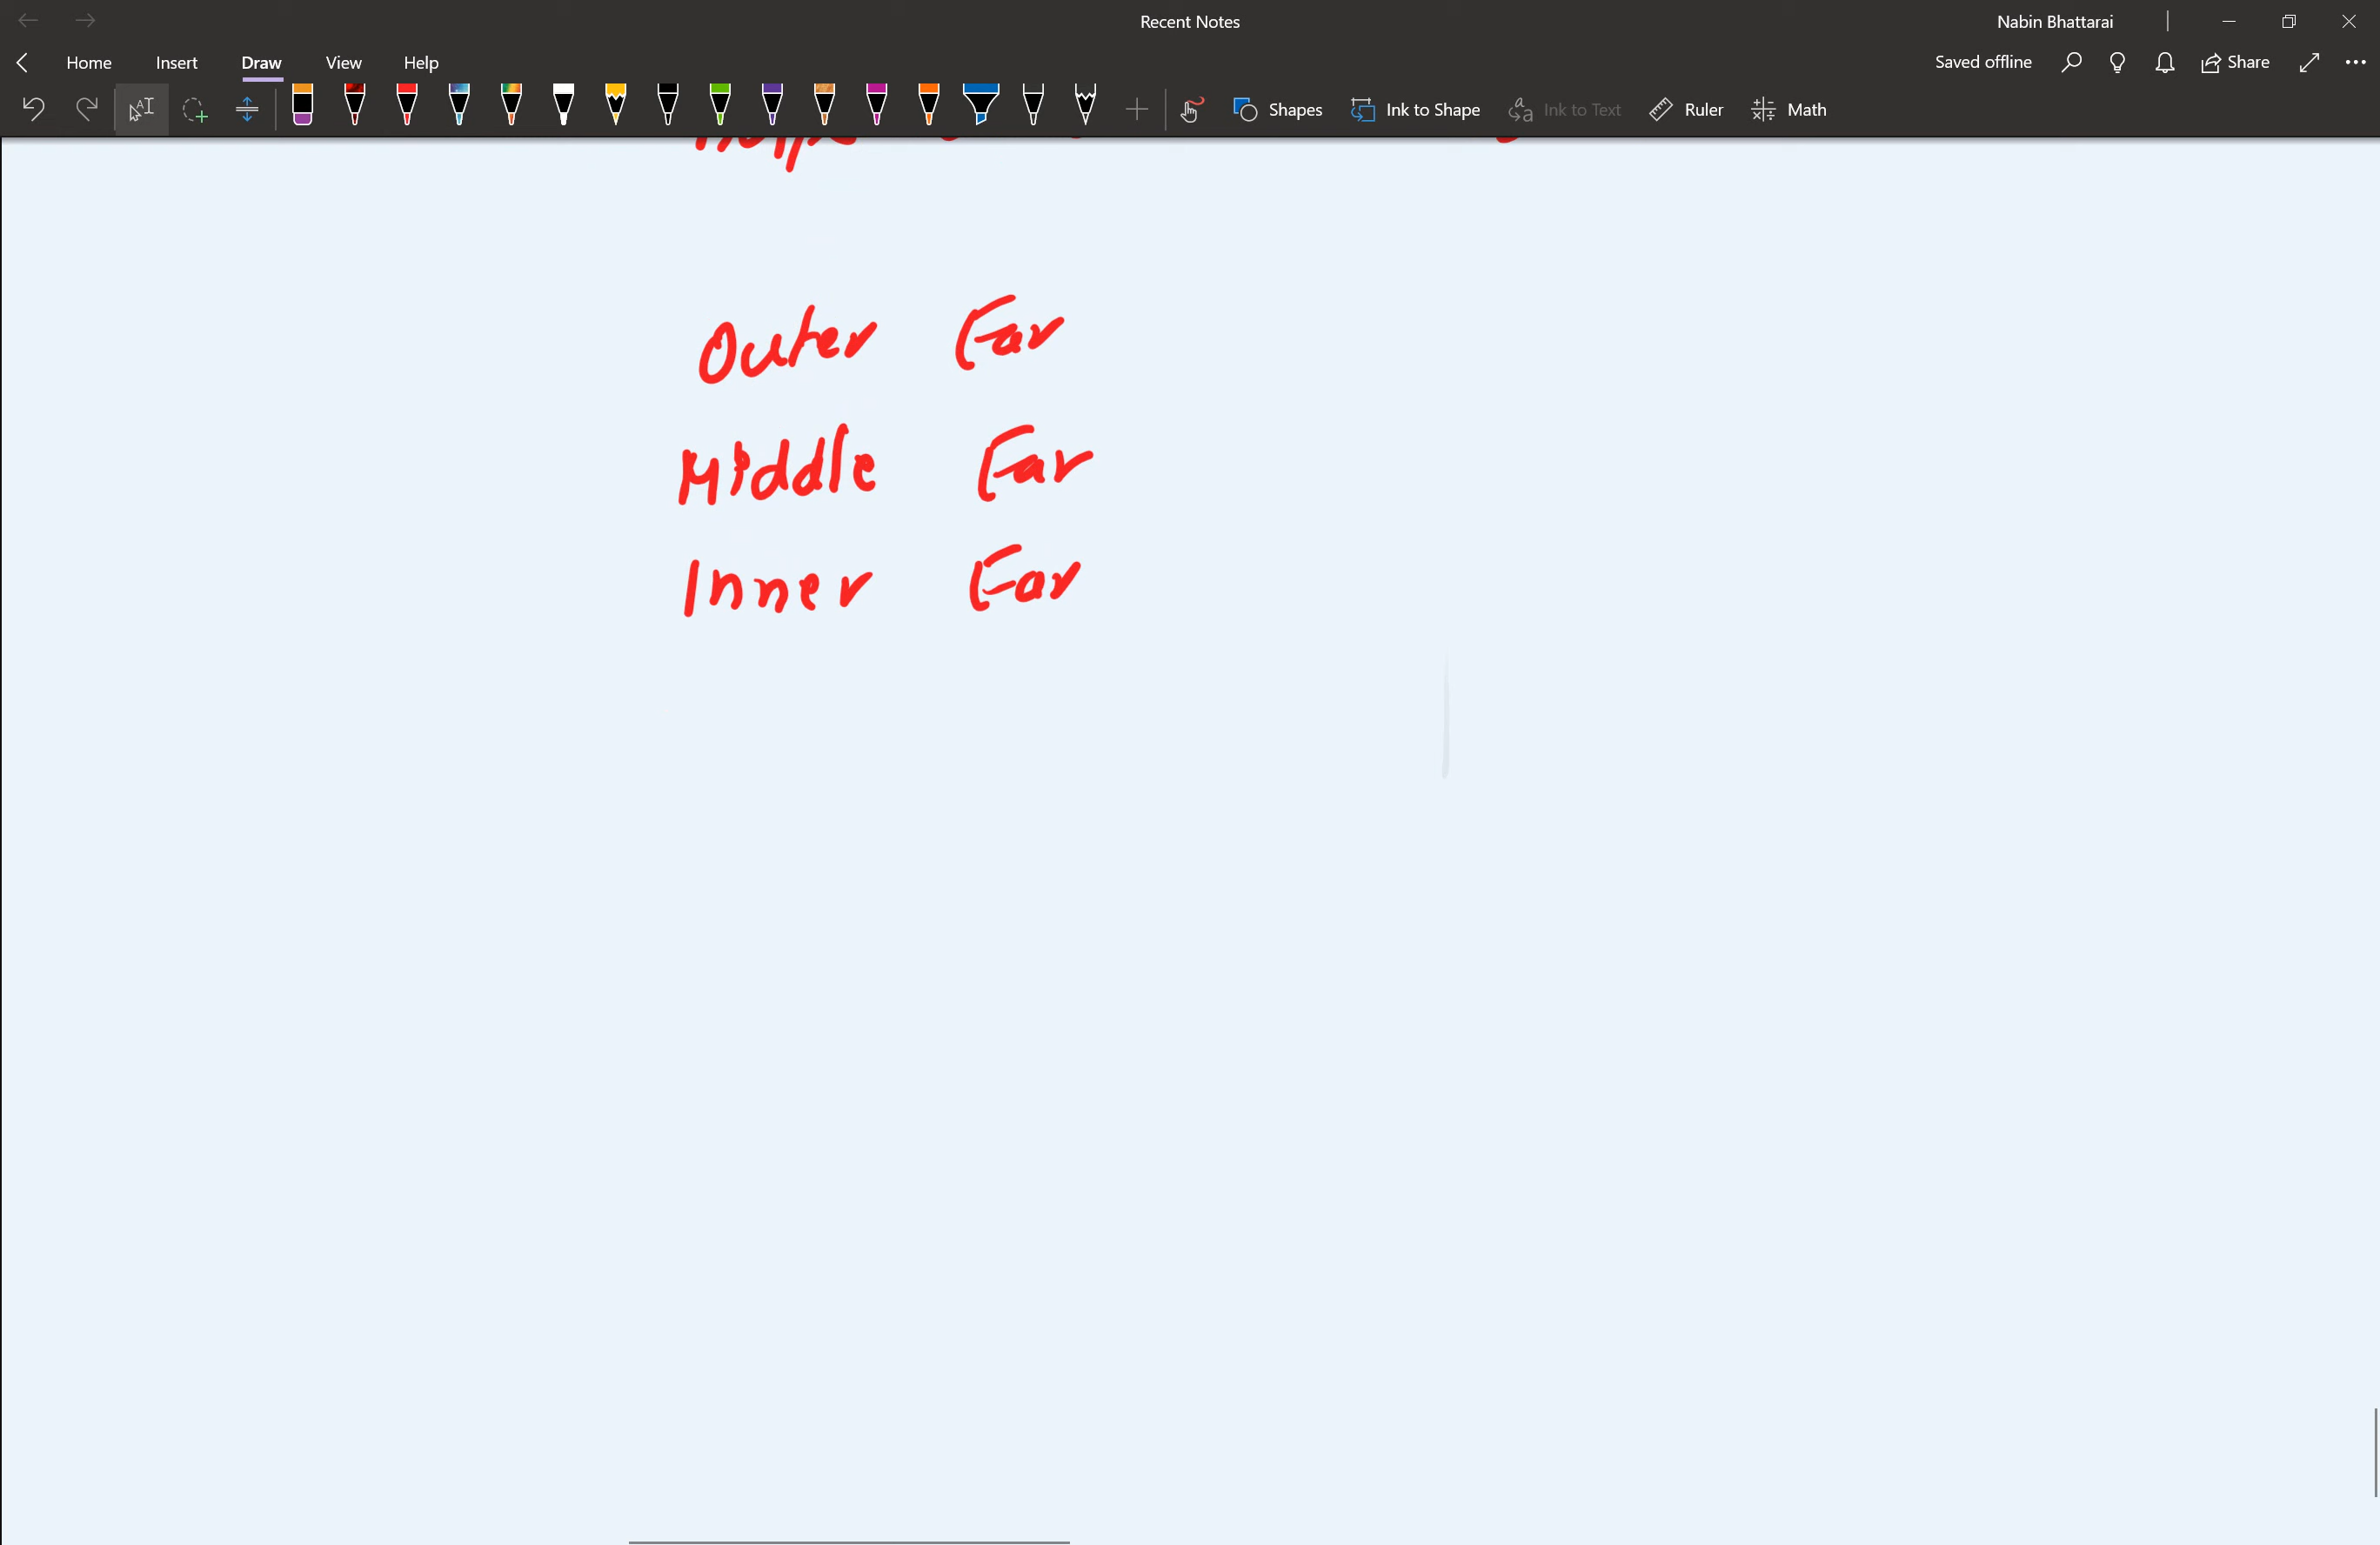 Recent Notes
Nabin Bhattarai
Home Insert Draw View Help
Saved offline Share
Shapes Ink to Shape Ink to Text Ruler Math
Outer Ear
Middle Ear
Inner Ear